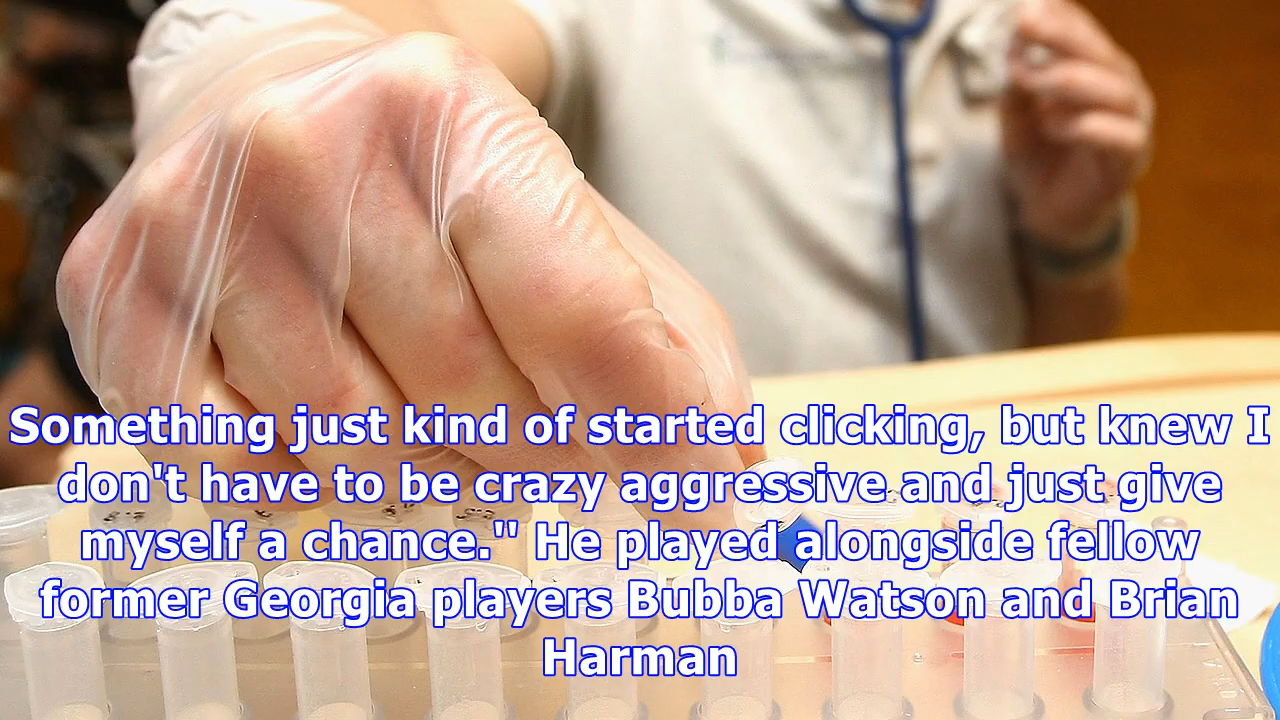 Something just kind of started clicking, but knew I
don't have to be crazy aggressive and just give
myself a chance." He played alongside fellow
former Georgia players Bubba Watson and Brian
Harman